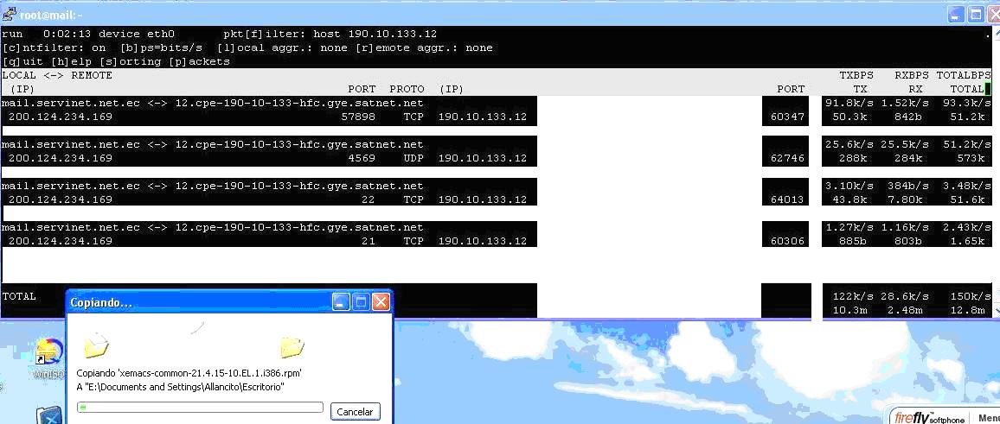 root@mail:~
run 0:02:13 device eth0 pkt[f]ilter: host 190.10.133.12 .
[c]ntfilter: on [b]ps=bits/s [l]ocal aggr.: none [r]emote aggr.: none
[q]uit [h]elp [s]orting [p]ackets
LOCAL <-> REMOTE TXBPS RXBPS TOTALBPS
(IP) PORT PROTO (IP) PORT TX RX TOTAL
mail.servinet.net.ec <-> 12.cpe-190-10-133-hfc.gye.satnet.net 91.8k/s 1.52k/s 93.3k/s
200.124.234.169 57898 TCP 190.10.133.12 60347 50.3k 842b 51.2k
mail.servinet.net.ec <-> 12.cpe-190-10-133-hfc.gye.satnet.net 25.6k/s 25.5k/s 51.2k/s
200.124.234.169 4569 UDP 190.10.133.12 62746 288k 284k 573k
mail.servinet.net.ec <-> 12.cpe-190-10-133-hfc.gye.satnet.net 3.10k/s 384b/s 3.48k/s
200.124.234.169 22 TCP 190.10.133.12 64013 43.8k 7.80k 51.6k
mail.servinet.net.ec <-> 12.cpe-190-10-133-hfc.gye.satnet.net 1.27k/s 1.16k/s 2.43k/s
200.124.234.169 21 TCP 190.10.133.12 60306 885b 803b 1.65k
TOTAL 122k/s 28.6k/s 150k/s
10.3m 2.48m 12.8m
Copiando...
Copiando 'xemacs-common-21.4.15-10.EL.1.i386.rpm'
A "E:\Documents and Settings\Allancito\Escritorio"
Cancelar
WinISO
firefly™ softphone Menu